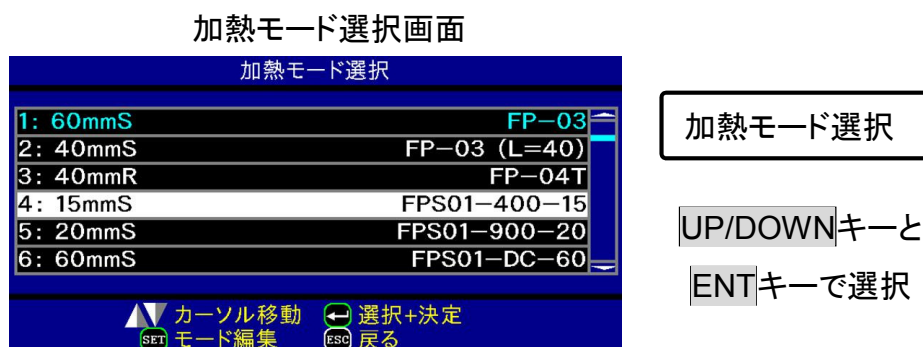 加熱モード選択画面
加熱モード選択
1: 60mmS FP−03
2: 40mmS FP−03 (L=40)
3: 40mmR FP−04T
4: 15mmS FPS01−400−15
5: 20mmS FPS01−900−20
6: 60mmS FPS01−DC−60
カーソル移動 選択+決定
SET モード編集 ESC 戻る
加熱モード選択
UP/DOWNキーと
ENTキーで選択